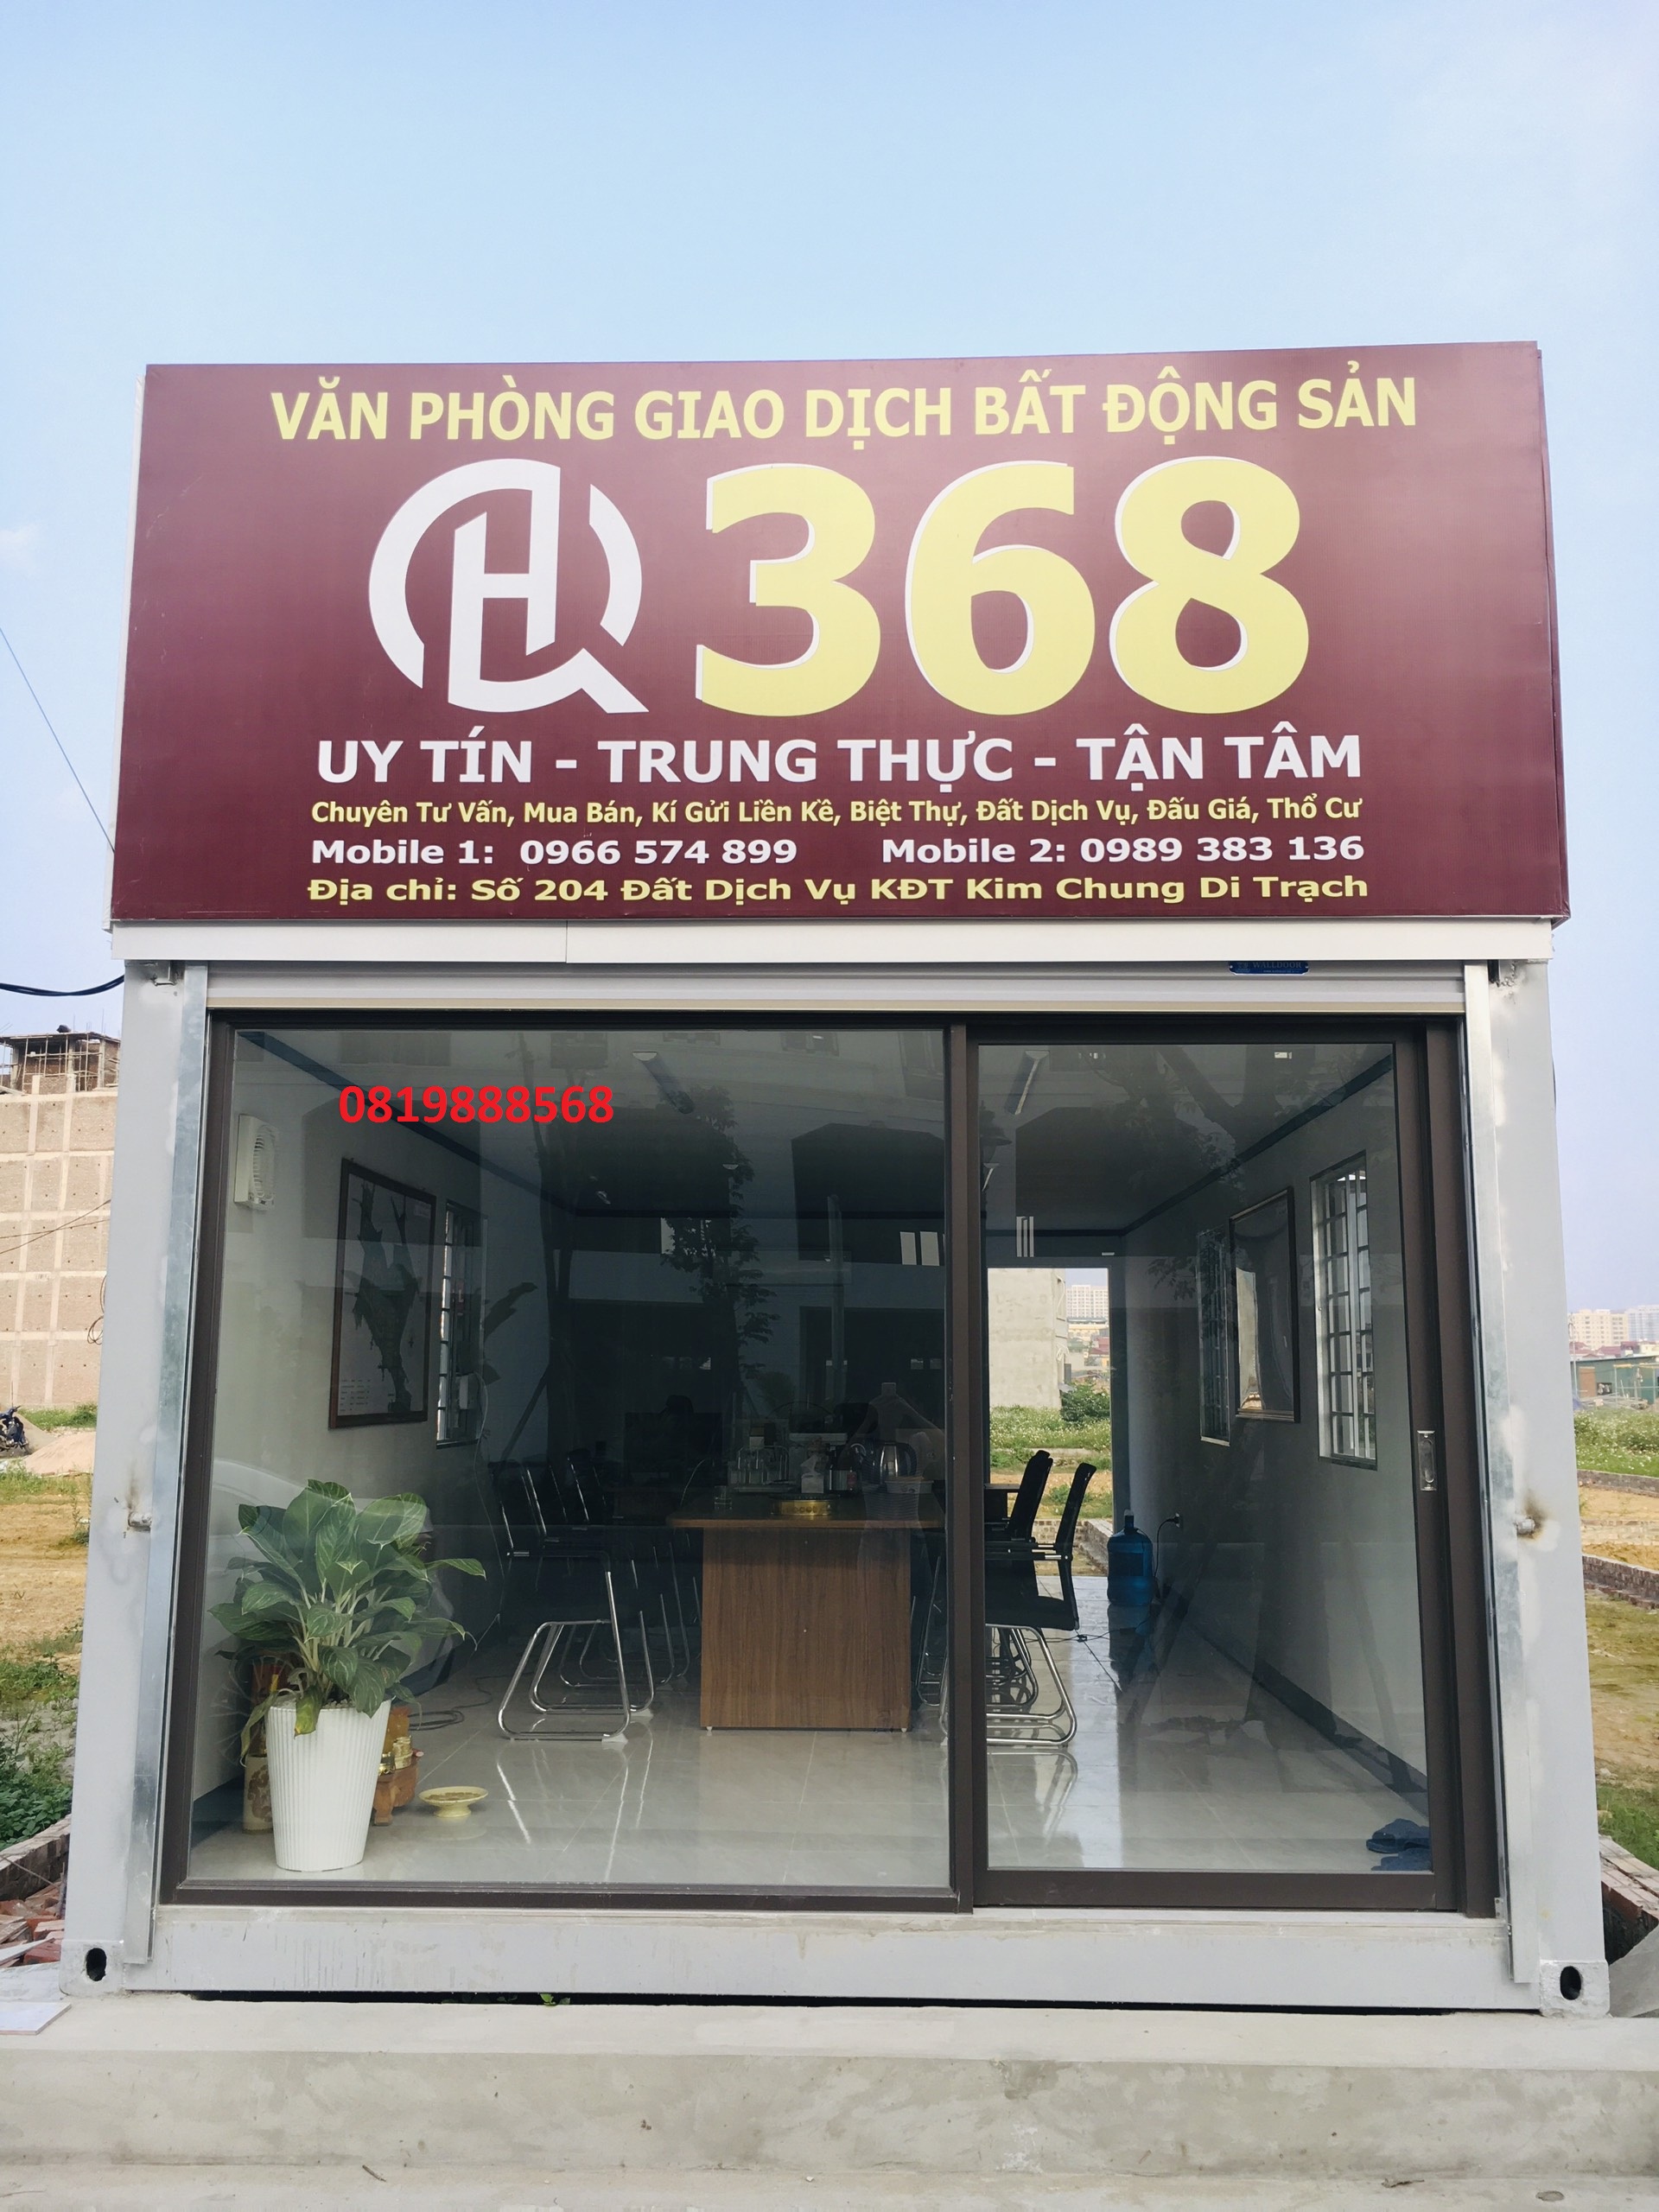 VĂN PHÒNG GIAO DỊCH BẤT ĐỘNG SẢN
QH 368
UY TÍN - TRUNG THỰC - TẬN TÂM
Chuyên Tư Vấn, Mua Bán, Kí Gửi Liền Kề, Biệt Thự, Đất Dịch Vụ, Đấu Giá, Thổ Cư
Mobile 1: 0966 574 899 Mobile 2: 0989 383 136
Địa chỉ: Số 204 Đất Dịch Vụ KĐT Kim Chung Di Trạch
WALLDOOR
0819888568